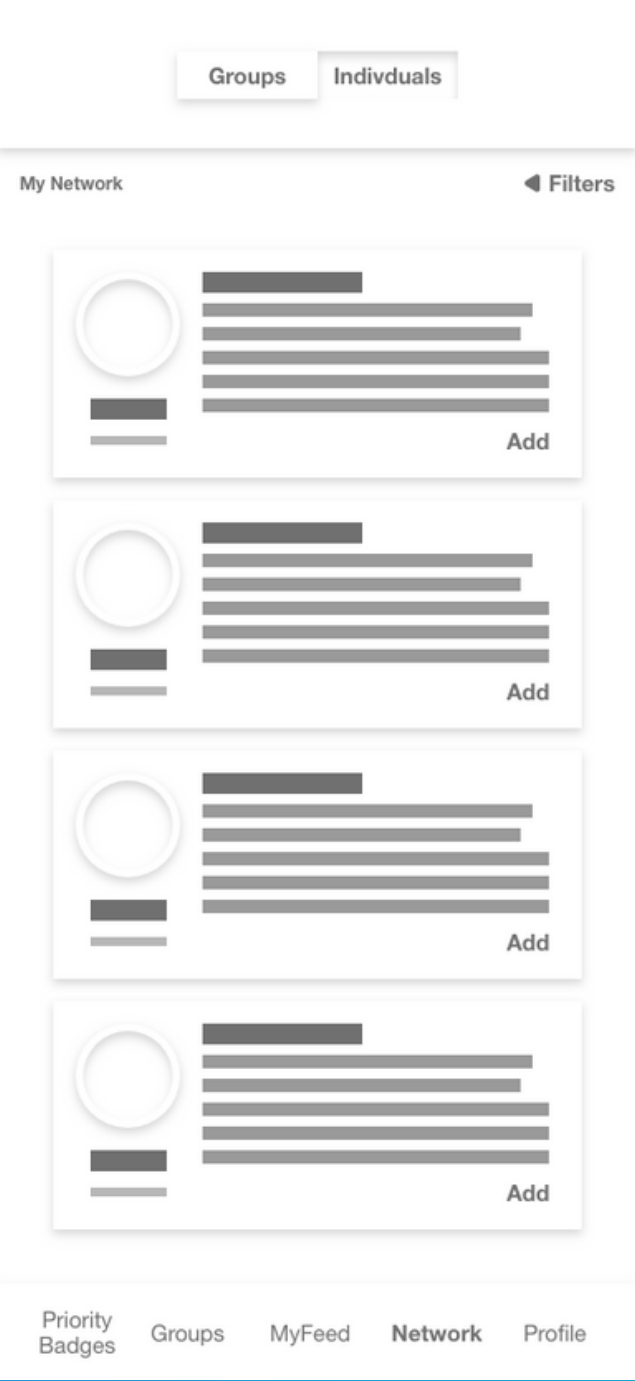 Groups Indivduals
My Network Filters
Add
Add
Add
Add
Priority
Badges Groups MyFeed Network Profile